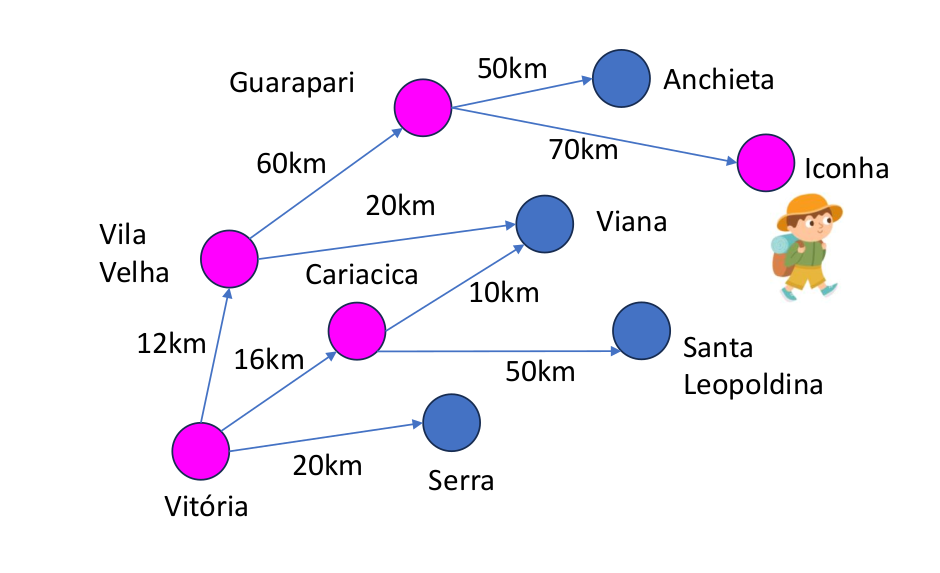 50km
Guarapari
Anchieta
70km
60km
Iconha
20km
Viana
Vila
Velha
Cariacica
10km
12km
16km
Santa
Leopoldina
50km
20km
Serra
Vitória